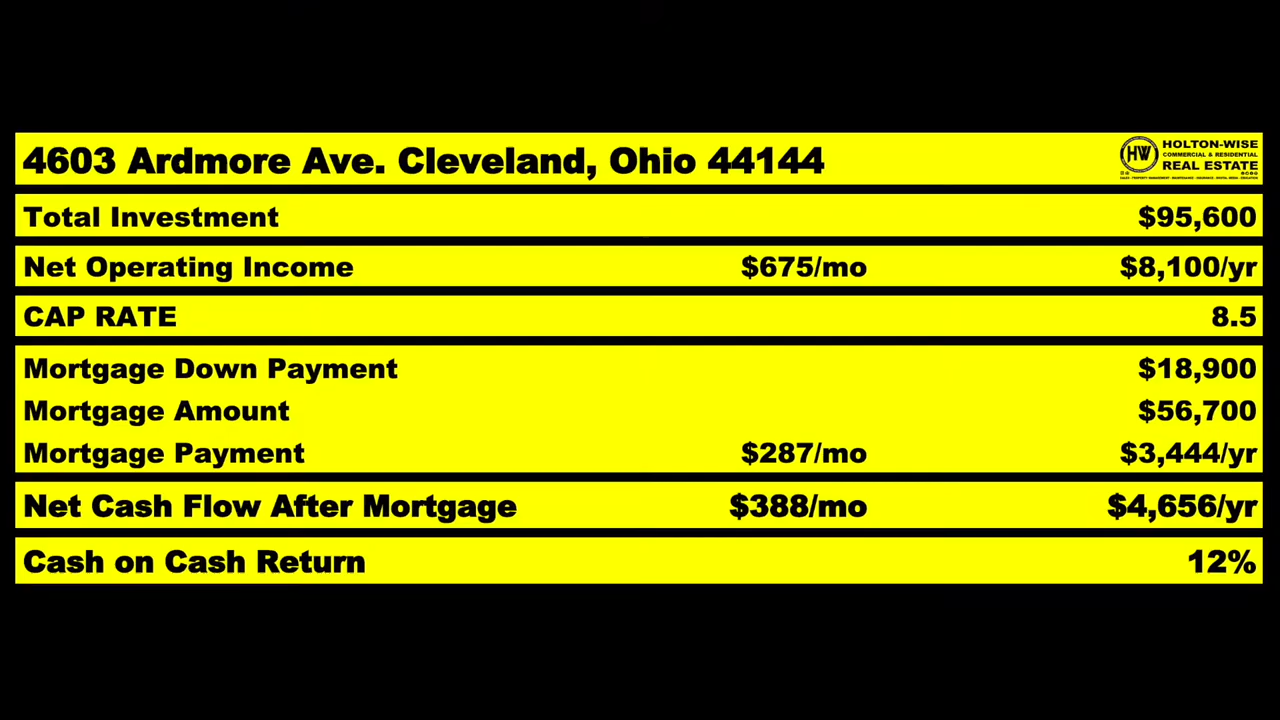 4603 Ardmore Ave. Cleveland, Ohio 44144
HW
HOLTON-WISE
COMMERCIAL & RESIDENTIAL
REAL ESTATE
Total Investment $95,600
Net Operating Income $675/mo $8,100/yr
CAP RATE 8.5
Mortgage Down Payment $18,900
Mortgage Amount $56,700
Mortgage Payment $287/mo $3,444/yr
Net Cash Flow After Mortgage $388/mo $4,656/yr
Cash on Cash Return 12%